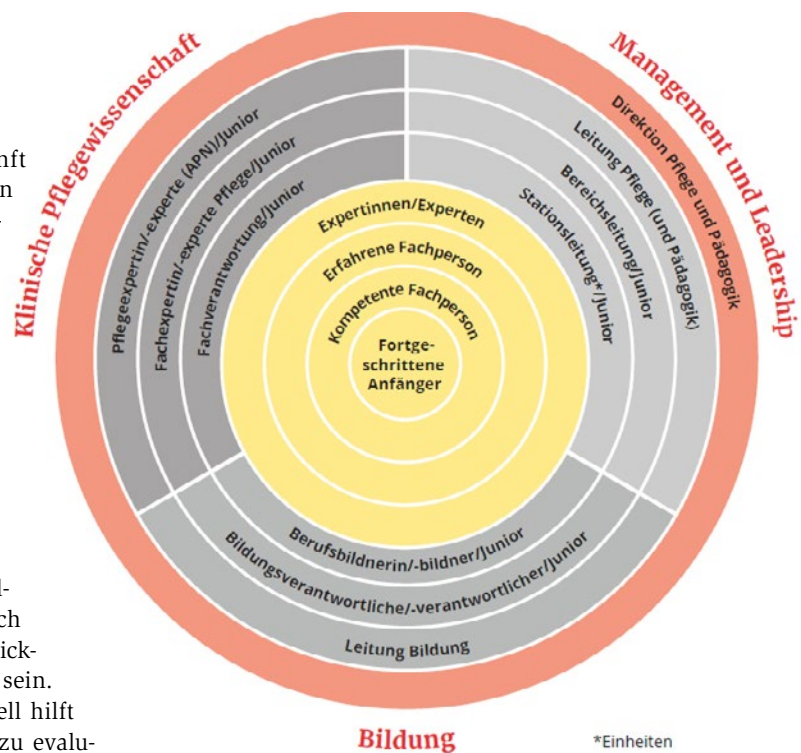 Klinische Pflegewissenschaft
Management und Leadership
Direktion Pflege und Pädagogik
Pflegeexpertin/-experte (APN)/Junior
Fachexpertin/-experte Pflege/Junior
Fachverantwortung/Junior
Leitung Pflege (und Pädagogik)
Bereichsleitung/Junior
Stationsleitung*/Junior
Expertinnen/Experten
Erfahrene Fachperson
Kompetente Fachperson
Fortge-
schrittene
Anfänger
Berufsbildnerin/-bildner/Junior
Bildungsverantwortliche/-verantwortlicher/Junior
Leitung Bildung
Bildung
*Einheiten
nft
n
-
l-
ch
ick-
sein.
ell hilft
zu evalu-